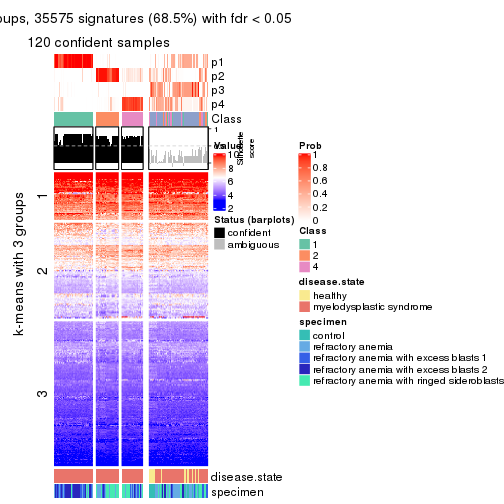 oups, 35575 signatures (68.5%) with fdr < 0.05
120 confident samples
p1
p2
p3
p4
Class
1
Silhouette
score
k-means with 3 groups
1
2
3
disease.state
specimen
Value
10
8
6
4
2
Status (barplots)
confident
ambiguous
Prob
1
0.8
0.6
0.4
0.2
0
Class
1
2
4
disease.state
healthy
myelodysplastic syndrome
specimen
control
refractory anemia
refractory anemia with excess blasts 1
refractory anemia with excess blasts 2
refractory anemia with ringed sideroblasts